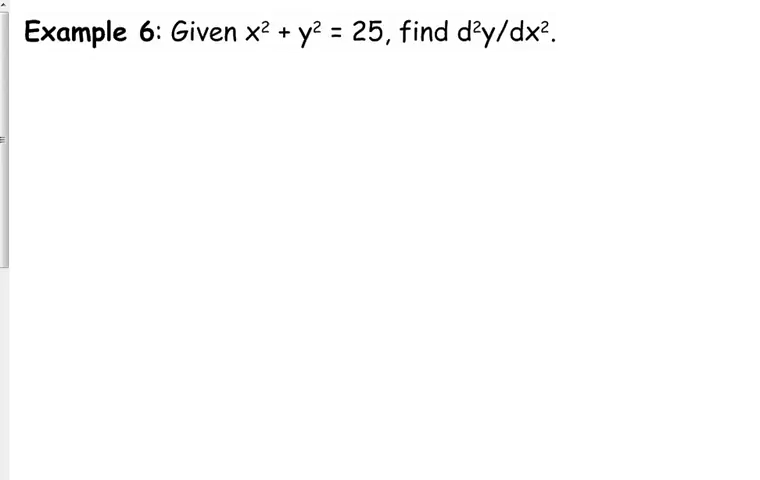 Example 6: Given x² + y² = 25, find d²y/dx².